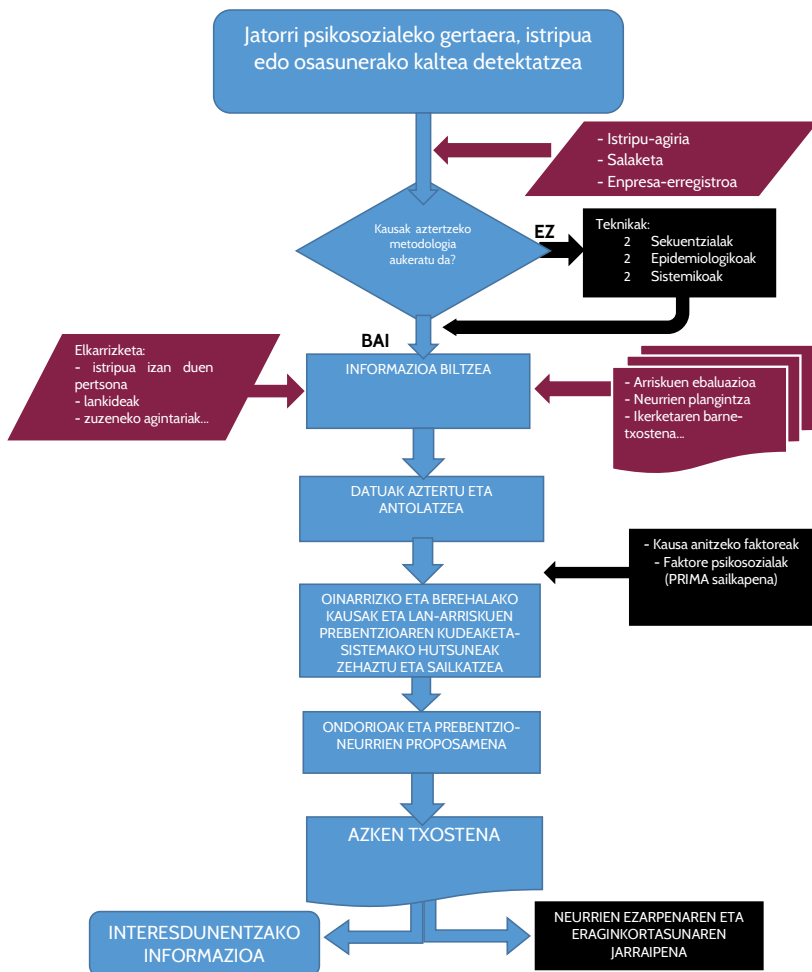 Jatorri psikosozialeko gertaera, istripua
edo osasunerako kaltea detektatzea
- Istripu-agiria
- Salaketa
- Enpresa-erregistroa
Kausak aztertzeko
metodologia
aukeratu da?
EZ
Teknikak:
2 Sekuentzialak
2 Epidemiologikoak
2 Sistemikoak
BAI
Elkarrizketa:
- istripua izan duen
pertsona
- lankideak
- zuzeneko agintariak...
INFORMAZIOA BILTZEA
- Arriskuen ebaluazioa
- Neurrien plangintza
- Ikerketaren barne-
txostena...
DATUAK AZTERTU ETA
ANTOLATZEA
- Kausa anitzeko faktoreak
- Faktore psikosozialak
(PRIMA sailkapena)
OINARRIZKO ETA BEREHALAKO
KAUSAK ETA LAN-ARRISKUEN
PREBENTZIOAREN KUDEAKETA-
SISTEMAKO HUTSUNEAK
ZEHAZTU ETA SAILKATZEA
ONDORIOAK ETA PREBENTZIO-
NEURRIEN PROPOSAMENA
AZKEN TXOSTENA
INTERESDUNENTZAKO
INFORMAZIOA
NEURRIEN EZARPENAREN ETA
ERAGINKORTASUNAREN
JARRAIPENA